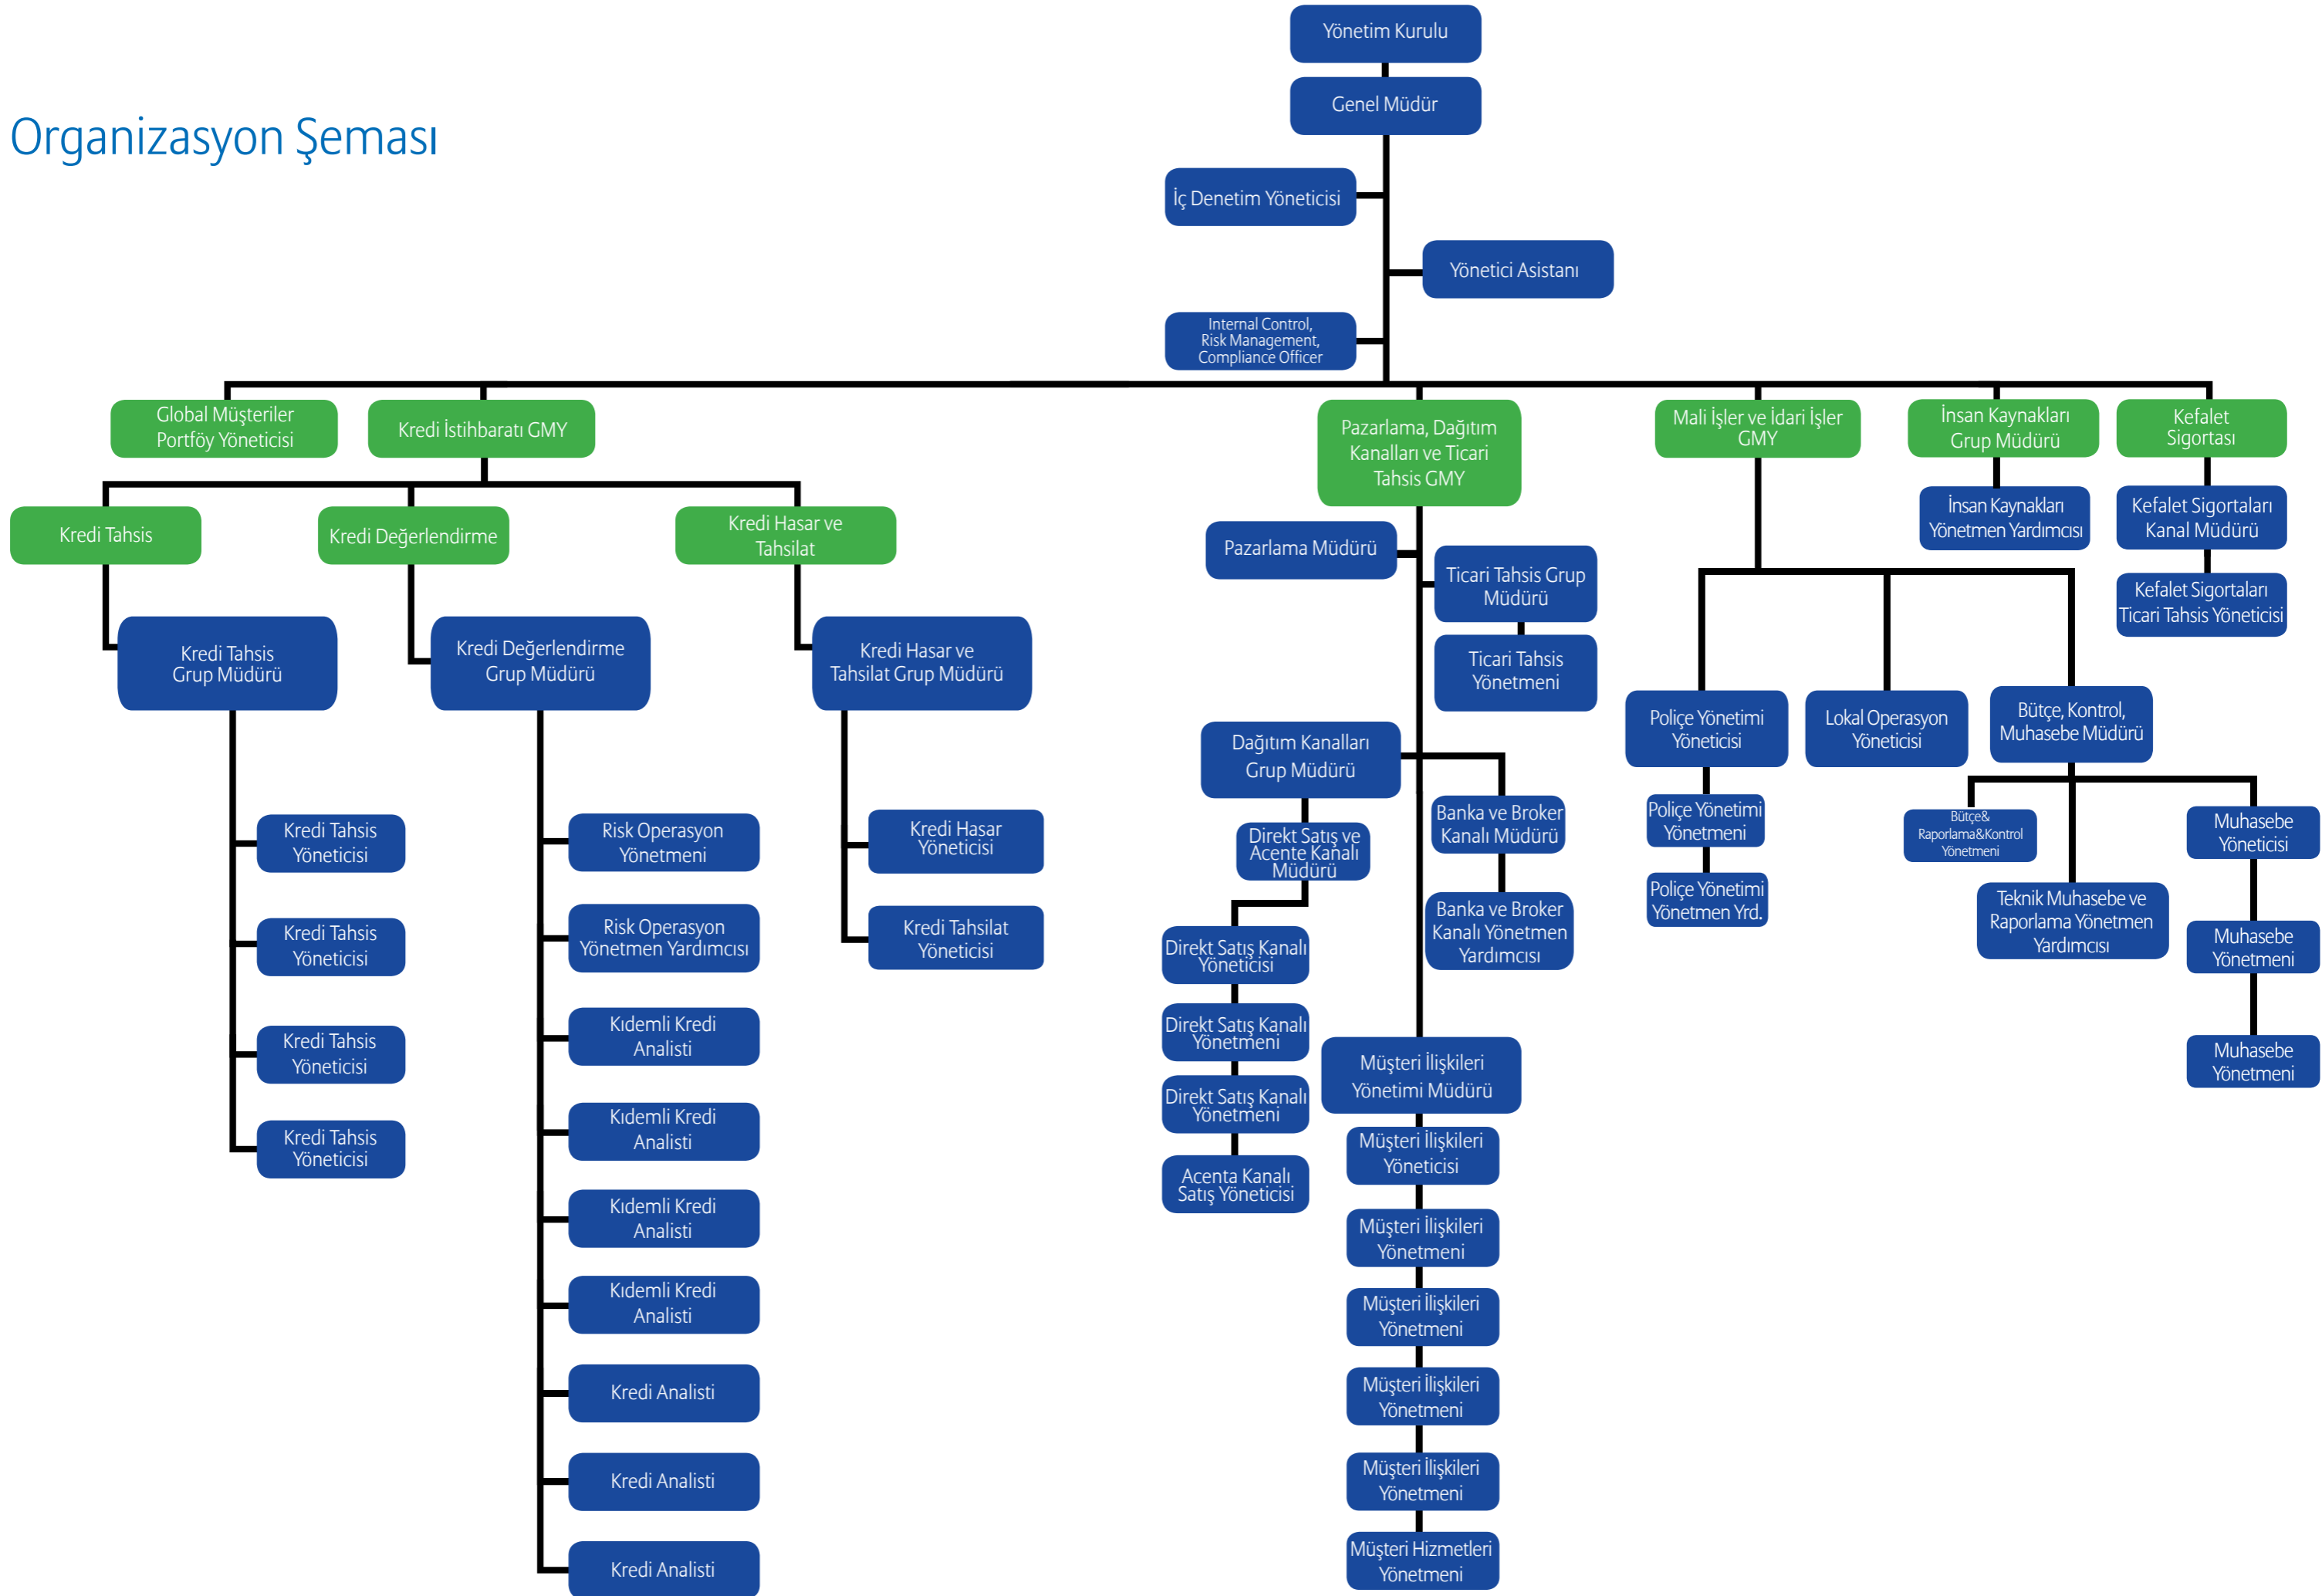 Yönetim Kurulu
Genel Müdür
Organizasyon Şeması
İç Denetim Yöneticisi
Yönetici Asistanı
Internal Control,
Risk Management,
Compliance Officer
Global Müşteriler
Portföy Yöneticisi
Kredi İstihbaratı GMY
Pazarlama, Dağıtım
Kanalları ve Ticari
Tahsis GMY
Mali İşler ve İdari İşler
GMY
İnsan Kaynakları
Grup Müdürü
Kefalet
Sigortası
Kredi Tahsis
Kredi Değerlendirme
Kredi Hasar ve
Tahsilat
Kredi Tahsis
Grup Müdürü
Kredi Değerlendirme
Grup Müdürü
Kredi Hasar ve
Tahsilat Grup Müdürü
Kredi Tahsis
Yöneticisi
Kredi Tahsis
Yöneticisi
Kredi Tahsis
Yöneticisi
Kredi Tahsis
Yöneticisi
Risk Operasyon
Yönetmeni
Risk Operasyon
Yönetmen Yardımcısı
Kıdemli Kredi
Analisti
Kıdemli Kredi
Analisti
Kıdemli Kredi
Analisti
Kıdemli Kredi
Analisti
Kredi Analisti
Kredi Analisti
Kredi Analisti
Kredi Hasar
Yöneticisi
Kredi Tahsilat
Yöneticisi
Pazarlama Müdürü
Ticari Tahsis Grup
Müdürü
Ticari Tahsis
Yönetmeni
Dağıtım Kanalları
Grup Müdürü
Direkt Satış ve
Acente Kanalı
Müdürü
Direkt Satış Kanalı
Yöneticisi
Direkt Satış Kanalı
Yönetmeni
Direkt Satış Kanalı
Yönetmeni
Acenta Kanalı
Satış Yöneticisi
Banka ve Broker
Kanalı Müdürü
Banka ve Broker
Kanalı Yönetmen
Yardımcısı
Müşteri İlişkileri
Yönetimi Müdürü
Müşteri İlişkileri
Yöneticisi
Müşteri İlişkileri
Yönetmeni
Müşteri İlişkileri
Yönetmeni
Müşteri İlişkileri
Yönetmeni
Müşteri İlişkileri
Yönetmeni
Müşteri Hizmetleri
Yönetmeni
Poliçe Yönetimi
Yöneticisi
Poliçe Yönetimi
Yönetmeni
Poliçe Yönetimi
Yönetmen Yrd.
Lokal Operasyon
Yöneticisi
Bütçe, Kontrol,
Muhasebe Müdürü
Bütçe&
Raporlama&Kontrol
Yönetmeni
Teknik Muhasebe ve
Raporlama Yönetmen
Yardımcısı
Muhasebe
Yöneticisi
Muhasebe
Yönetmeni
Muhasebe
Yönetmeni
İnsan Kaynakları
Yönetmen Yardımcısı
Kefalet Sigortaları
Kanal Müdürü
Kefalet Sigortaları
Ticari Tahsis Yöneticisi